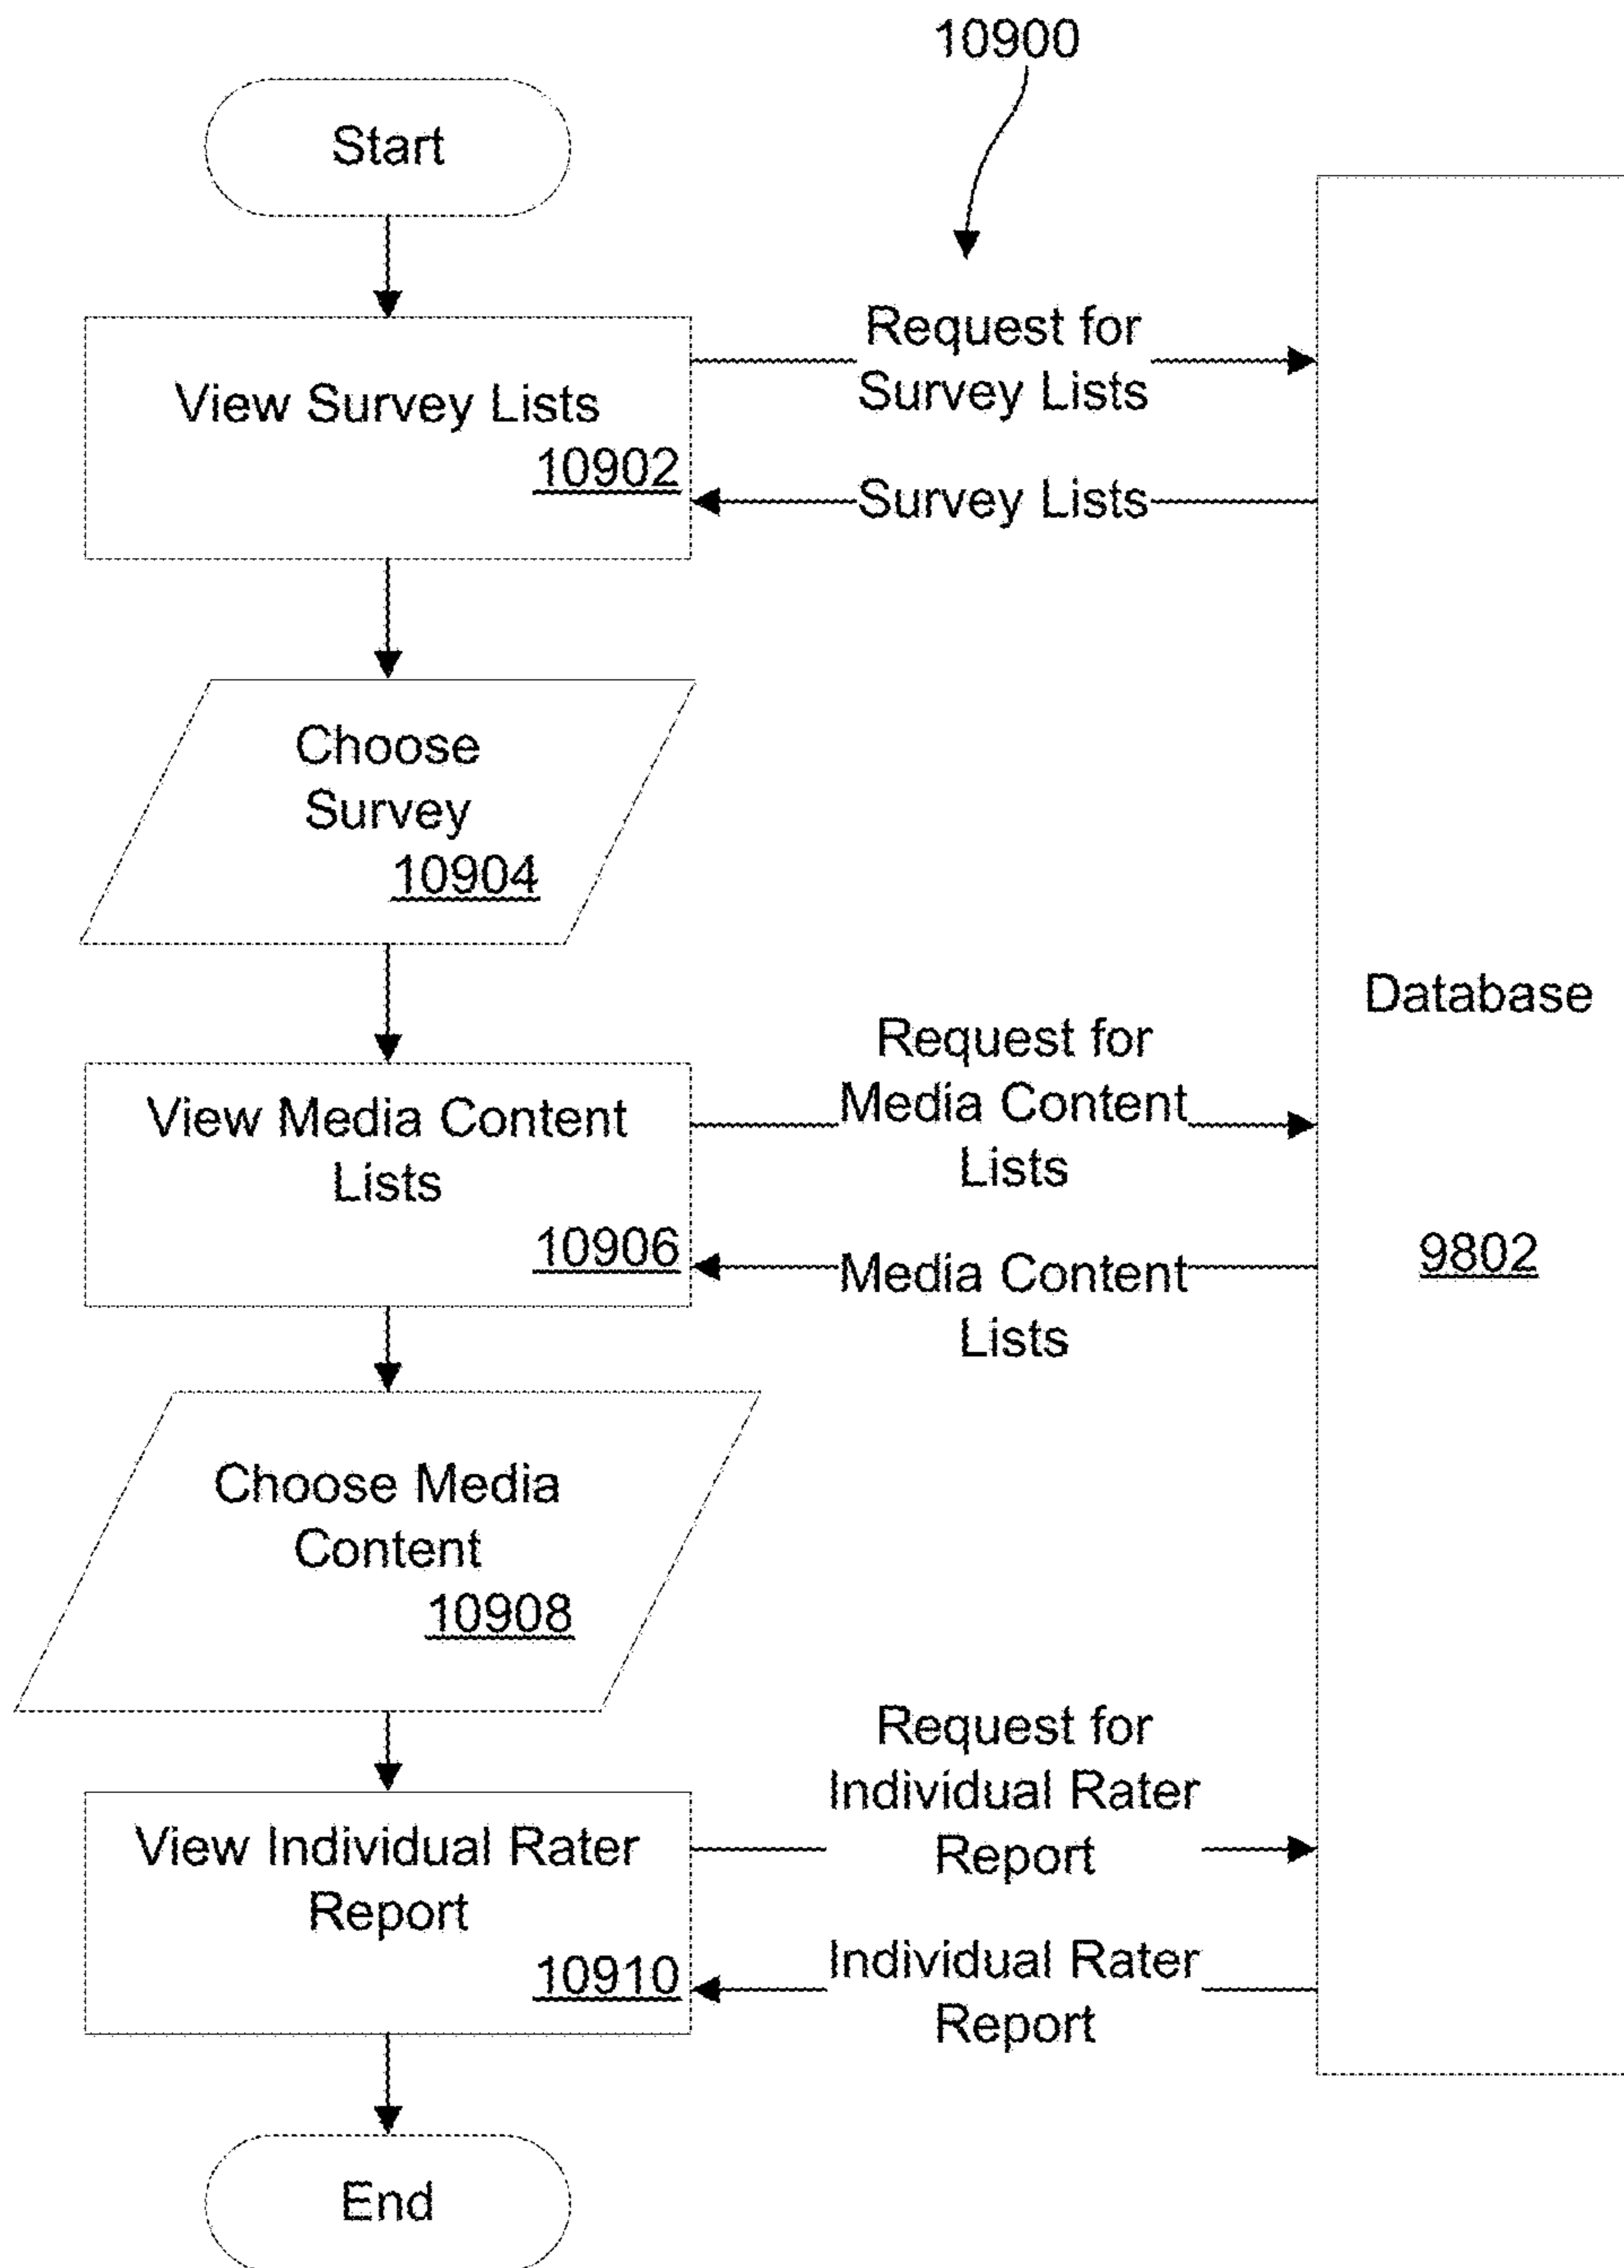 10900
Start
Request for
Survey Lists
View Survey Lists
10902
Survey Lists
Choose
Survey
10904
Database
9802
Request for
Media Content
Lists
View Media Content
Lists
10906
Media Content
Lists
Choose Media
Content
10908
Request for
Individual Rater
Report
View Individual Rater
Report
10910
Individual Rater
Report
End